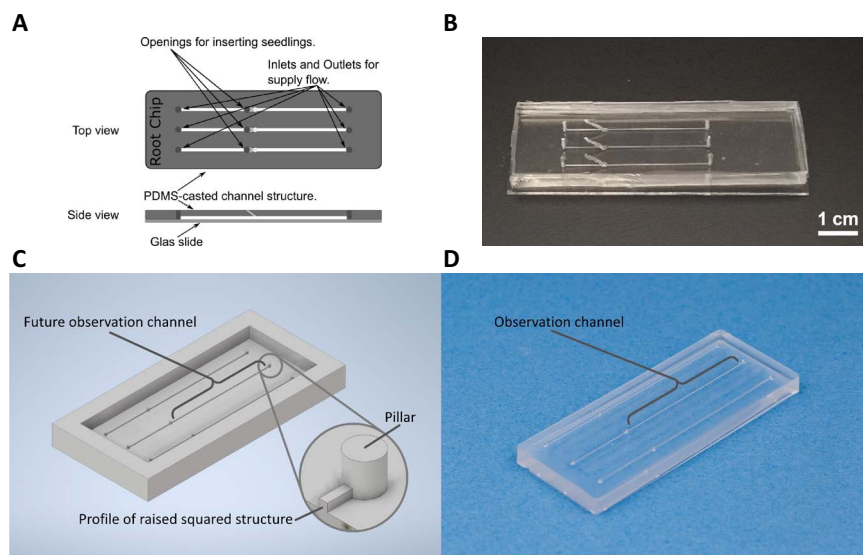 A
Openings for inserting seedlings.
Inlets and Outlets for
supply flow.
Top view
Root Chip
PDMS-casted channel structure.
Side view
Glas slide
B
1 cm
C
Future observation channel
Pillar
Profile of raised squared structure
D
Observation channel